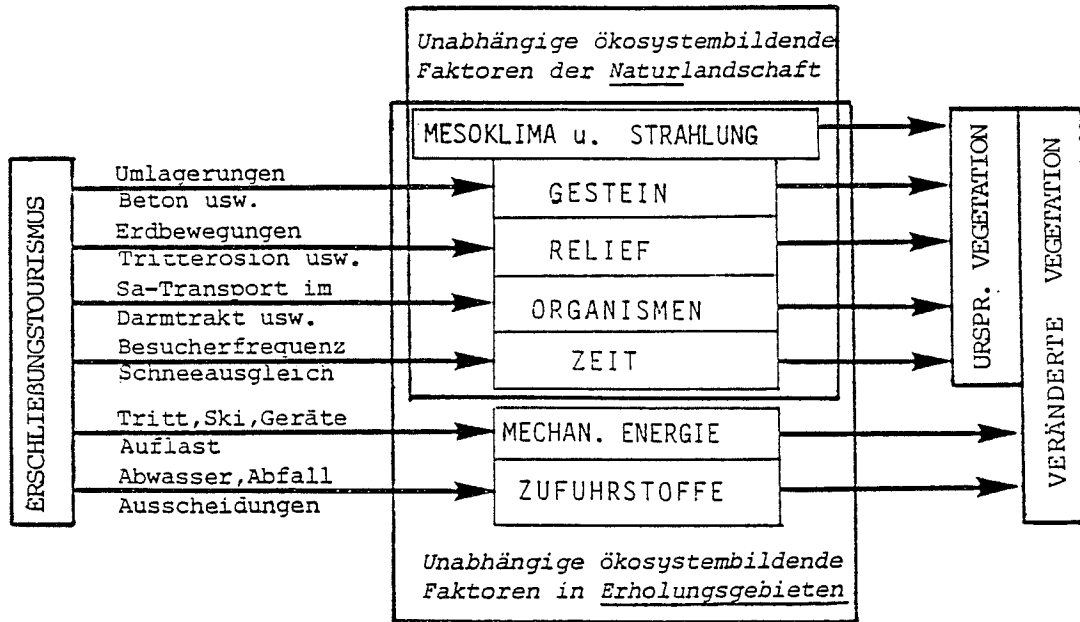 Unabhängige ökosystembildende
Faktoren der Naturlandschaft
MESOKLIMA u. STRAHLUNG
ERSCHLIEßUNGSTOURISMUS
Umlagerungen
Beton usw.
GESTEIN
Erdbewegungen
Tritterosion usw.
RELIEF
Sa-Transport im
Darmtrakt usw.
ORGANISMEN
Besucherfrequenz
Schneeausgleich
ZEIT
Tritt,Ski,Geräte
Auflast
MECHAN. ENERGIE
Abwasser,Abfall
Ausscheidungen
ZUFUHRSTOFFE
URSPR. VEGETATION
VERÄNDERTE VEGETATION
Unabhängige ökosystembildende
Faktoren in Erholungsgebieten